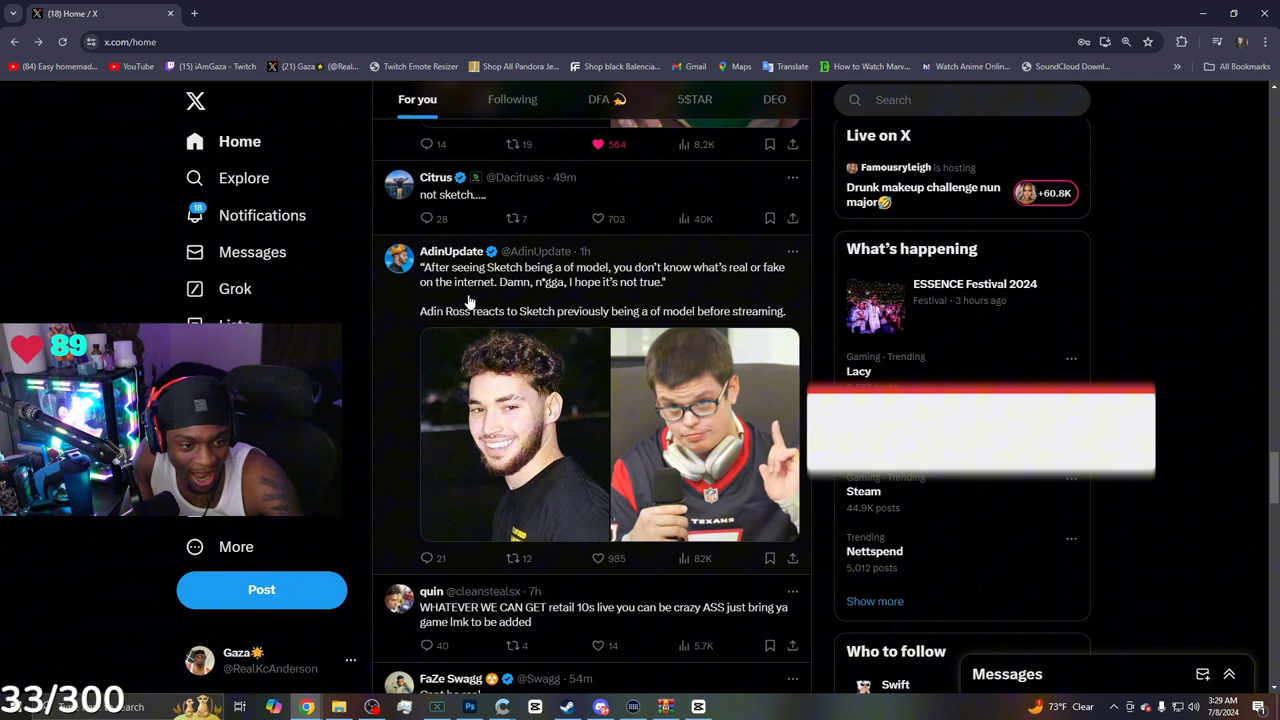 (18) Home / X
x.com/home
(84) Easy homemad...
YouTube
(15) iAmGaza - Twitch
(21) Gaza★ (@Real...
Twitch Emote Resizer
Shop All Pandora Je...
Shop black Balencia...
Gmail
Maps
Translate
How to Watch Marv...
Watch Anime Onlin...
SoundCloud Downl...
All Bookmarks
Home
Explore
18
Notifications
Messages
Grok
More
Post
Gaza
@RealKcAnderson
89
33/300
For you
Following
DFA
5$TAR
DEO
14
19
564
8.2K
Citrus @Dacitruss · 49m
not sketch.....
28
7
703
40K
AdinUpdate @AdinUpdate · 1h
“After seeing Sketch being a of model, you don’t know what’s real or fake
on the internet. Damn, n*gga, I hope it’s not true."
Adin Ross reacts to Sketch previously being a of model before streaming.
TEXANS
21
12
985
82K
quin @cleanstealsx · 7h
WHATEVER WE CAN GET retail 10s live you can be crazy ASS just bring ya
game lmk to be added
40
4
14
5.7K
FaZe Swagg @Swagg · 54m
Search
Live on X
Famousryleigh is hosting
Drunk makeup challenge nun
major
+60.8K
What’s happening
ESSENCE Festival 2024
Festival · 3 hours ago
Gaming · Trending
Lacy
Gaming · Trending
Steam
44.9K posts
Trending
Nettspend
5,012 posts
Show more
Who to follow
Swift
Messages
73°F Clear
3:29 AM
7/8/2024